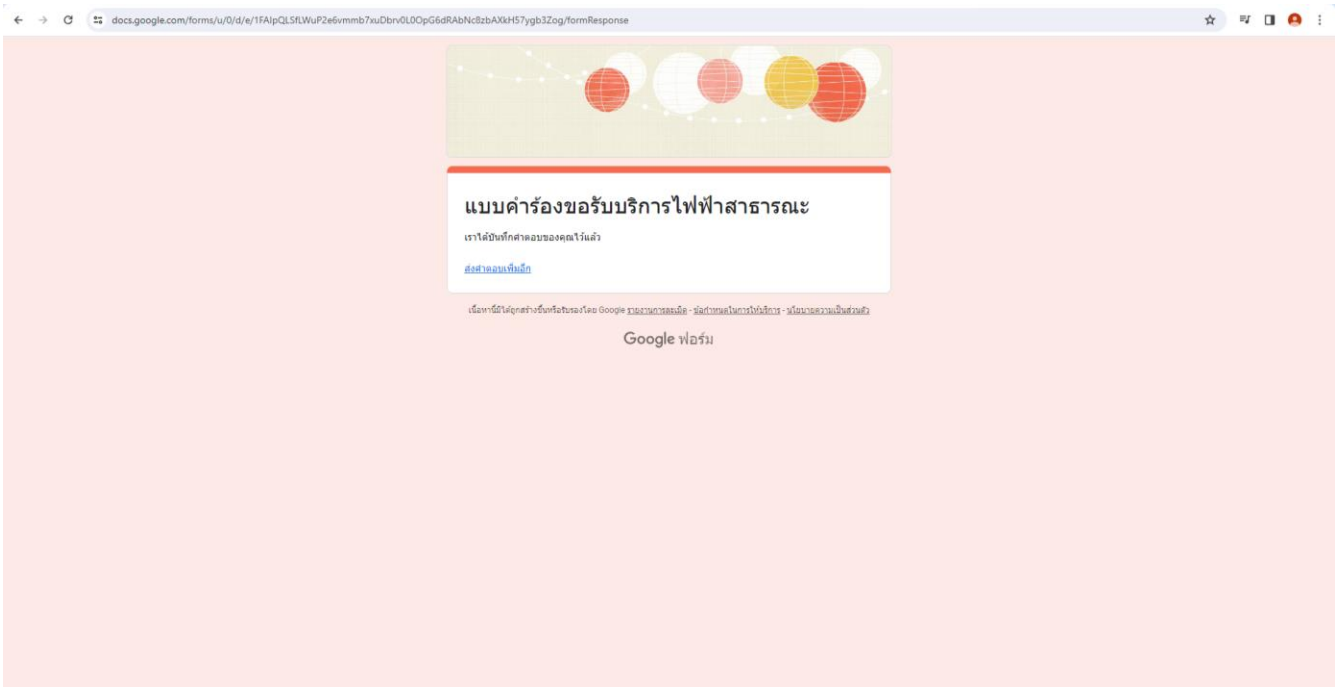 docs.google.com/forms/u/0/d/e/1FAIpQLSfLWuP2e6vmmb7xuDbrv0L0OpG6dRAbNc8zbAXkH57ygb3Zog/formResponse
แบบคำร้องขอรับบริการไฟฟ้าสาธารณะ
เราได้บันทึกคำตอบของคุณไว้แล้ว
ส่งคำตอบเพิ่มอีก
เนื้อหานี้มิได้ถูกสร้างขึ้นหรือรับรองโดย Google รายงานการละเมิด - ข้อกำหนดในการให้บริการ - นโยบายความเป็นส่วนตัว
Google ฟอร์ม